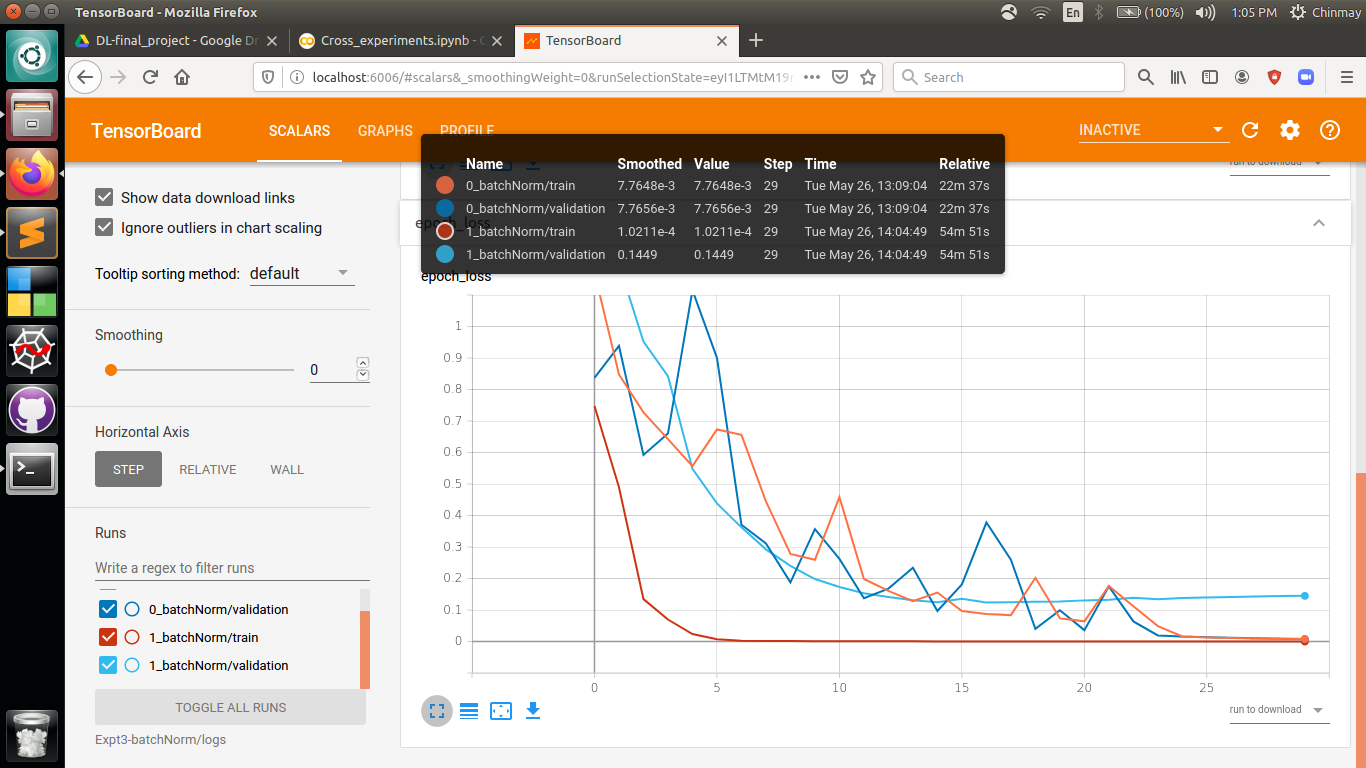 TensorBoard - Mozilla Firefox
En (100%) 1:05 PM Chinmay
DL-final_project - Google Dr
Cross_experiments.ipynb - C
TensorBoard
localhost:6006/#scalars&_smoothingWeight=0&runSelectionState=eyI1LTMtM19
Search
TensorBoard SCALARS GRAPHS PROFILE INACTIVE
run to download
Name Smoothed Value Step Time Relative
0_batchNorm/train 7.7648e-3 7.7648e-3 29 Tue May 26, 13:09:04 22m 37s
0_batchNorm/validation 7.7656e-3 7.7656e-3 29 Tue May 26, 13:09:04 22m 37s
1_batchNorm/train 1.0211e-4 1.0211e-4 29 Tue May 26, 14:04:49 54m 51s
1_batchNorm/validation 0.1449 0.1449 29 Tue May 26, 14:04:49 54m 51s
epoch_loss
Show data download links
Ignore outliers in chart scaling
Tooltip sorting method: default
Smoothing
0
Horizontal Axis
STEP RELATIVE WALL
Runs
Write a regex to filter runs
0_batchNorm/validation
1_batchNorm/train
1_batchNorm/validation
TOGGLE ALL RUNS
Expt3-batchNorm/logs
epoch_loss
1
0.9
0.8
0.7
0.6
0.5
0.4
0.3
0.2
0.1
0
0 5 10 15 20 25
run to download